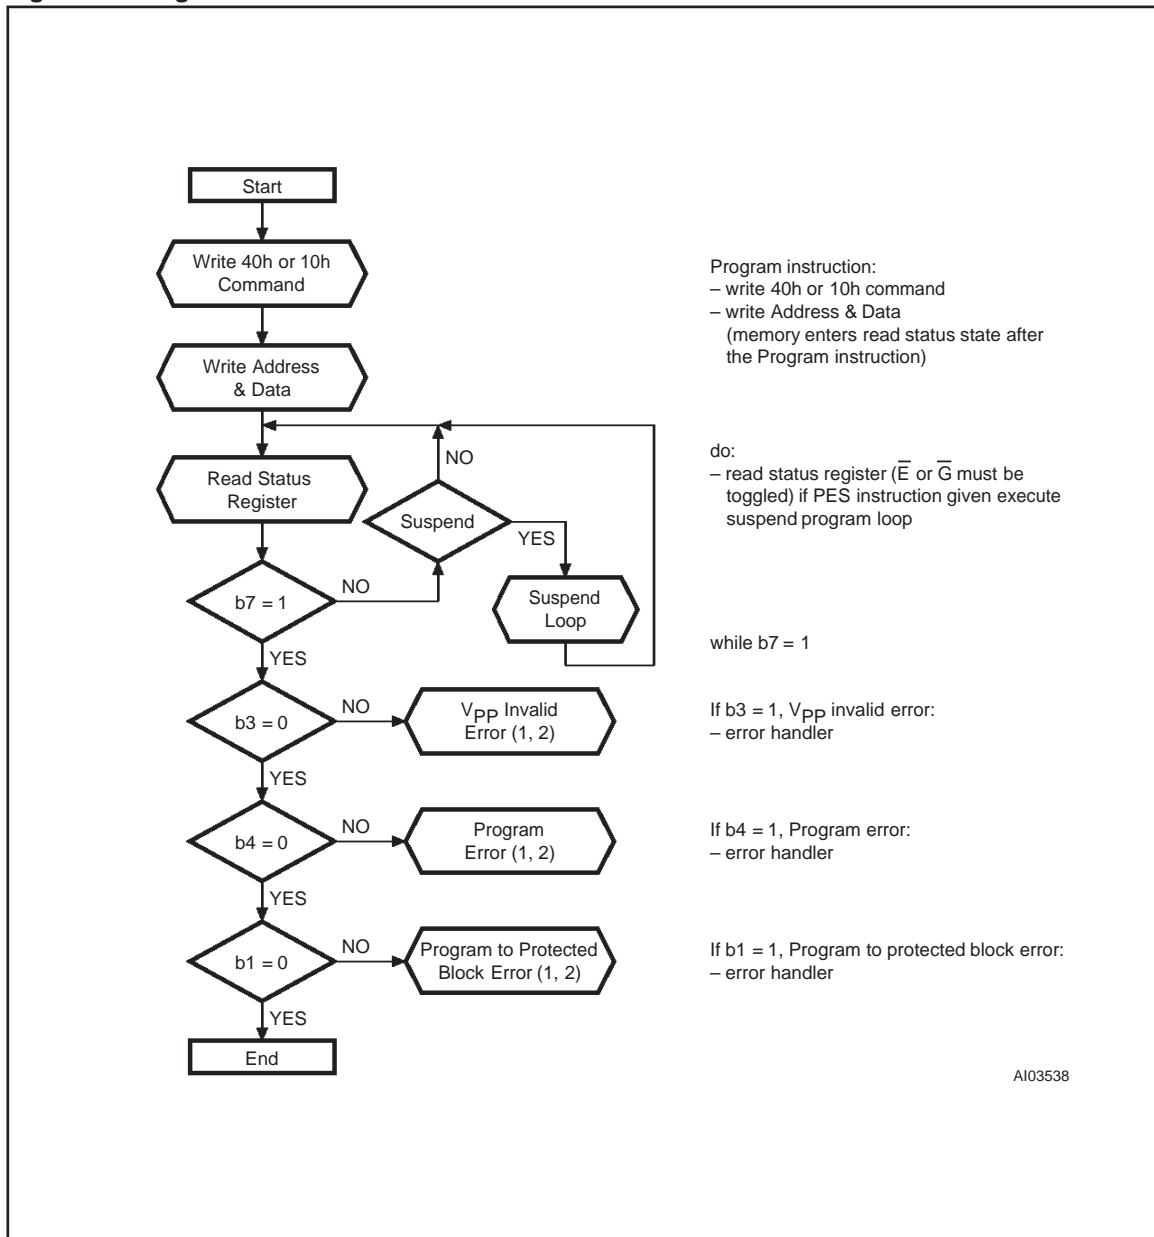 Start
Write 40h or 10h
Command
Write Address
& Data
Read Status
Register
NO
Suspend
YES
Suspend
Loop
b7 = 1
NO
YES
b3 = 0
NO
VPP Invalid
Error (1, 2)
YES
b4 = 0
NO
Program
Error (1, 2)
YES
b1 = 0
NO
Program to Protected
Block Error (1, 2)
YES
End
Program instruction:
– write 40h or 10h command
– write Address & Data
(memory enters read status state after
the Program instruction)
do:
– read status register (E̅ or G̅ must be
toggled) if PES instruction given execute
suspend program loop
while b7 = 1
If b3 = 1, VPP invalid error:
– error handler
If b4 = 1, Program error:
– error handler
If b1 = 1, Program to protected block error:
– error handler
AI03538